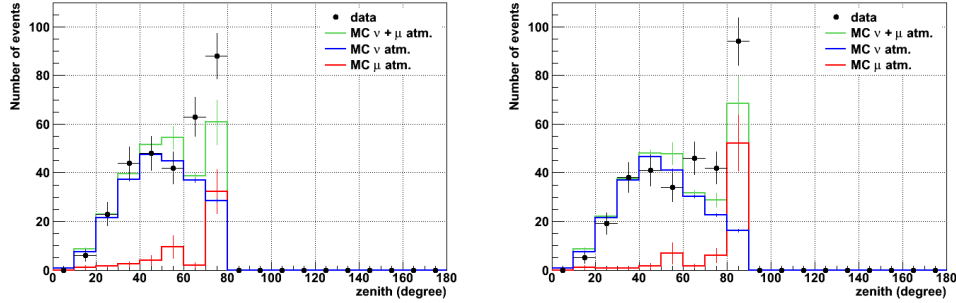 Number of events
100
80
60
40
20
0
data
MC ν + μ atm.
MC ν atm.
MC μ atm.
0 20 40 60 80 100 120 140 160 180
zenith (degree)
Number of events
100
80
60
40
20
0
data
MC ν + μ atm.
MC ν atm.
MC μ atm.
0 20 40 60 80 100 120 140 160 180
zenith (degree)